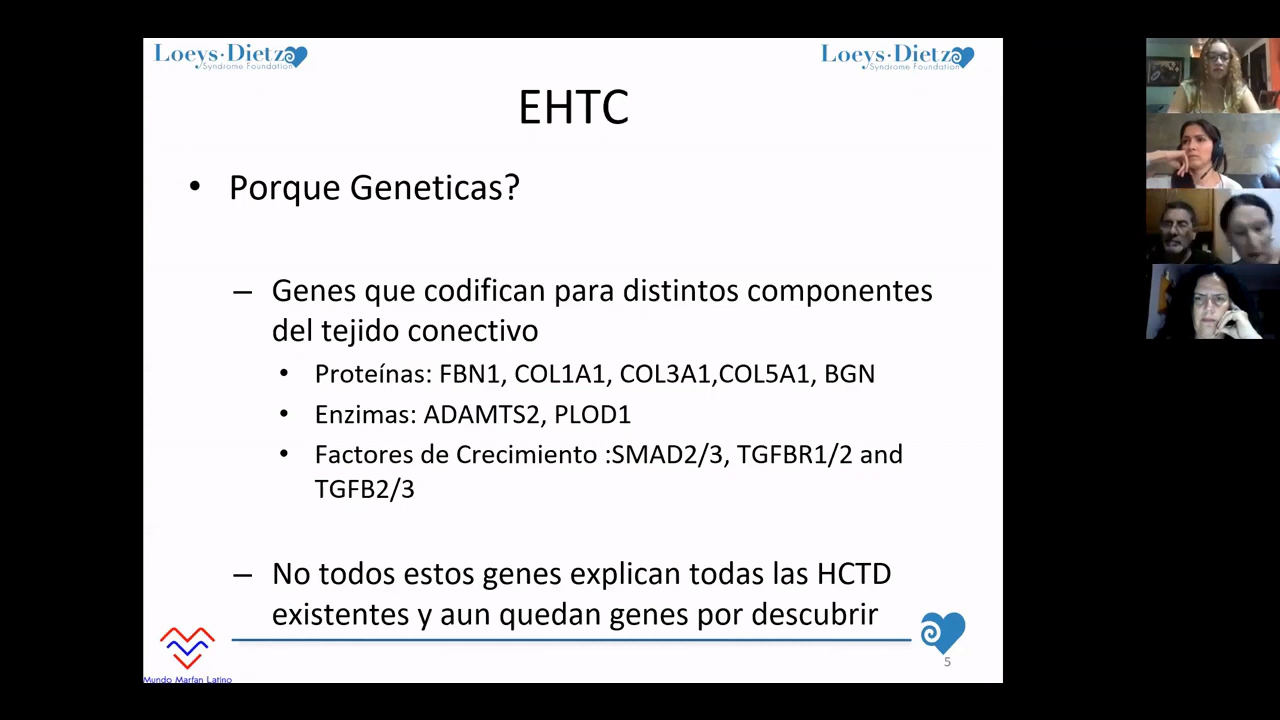 Loeys·Dietz
Syndrome Foundation
Loeys·Dietz
Syndrome Foundation
EHTC
• Porque Geneticas?
– Genes que codifican para distintos componentes
del tejido conectivo
• Proteínas: FBN1, COL1A1, COL3A1,COL5A1, BGN
• Enzimas: ADAMTS2, PLOD1
• Factores de Crecimiento :SMAD2/3, TGFBR1/2 and
TGFB2/3
– No todos estos genes explican todas las HCTD
existentes y aun quedan genes por descubrir
5
Mundo Marfan Latino